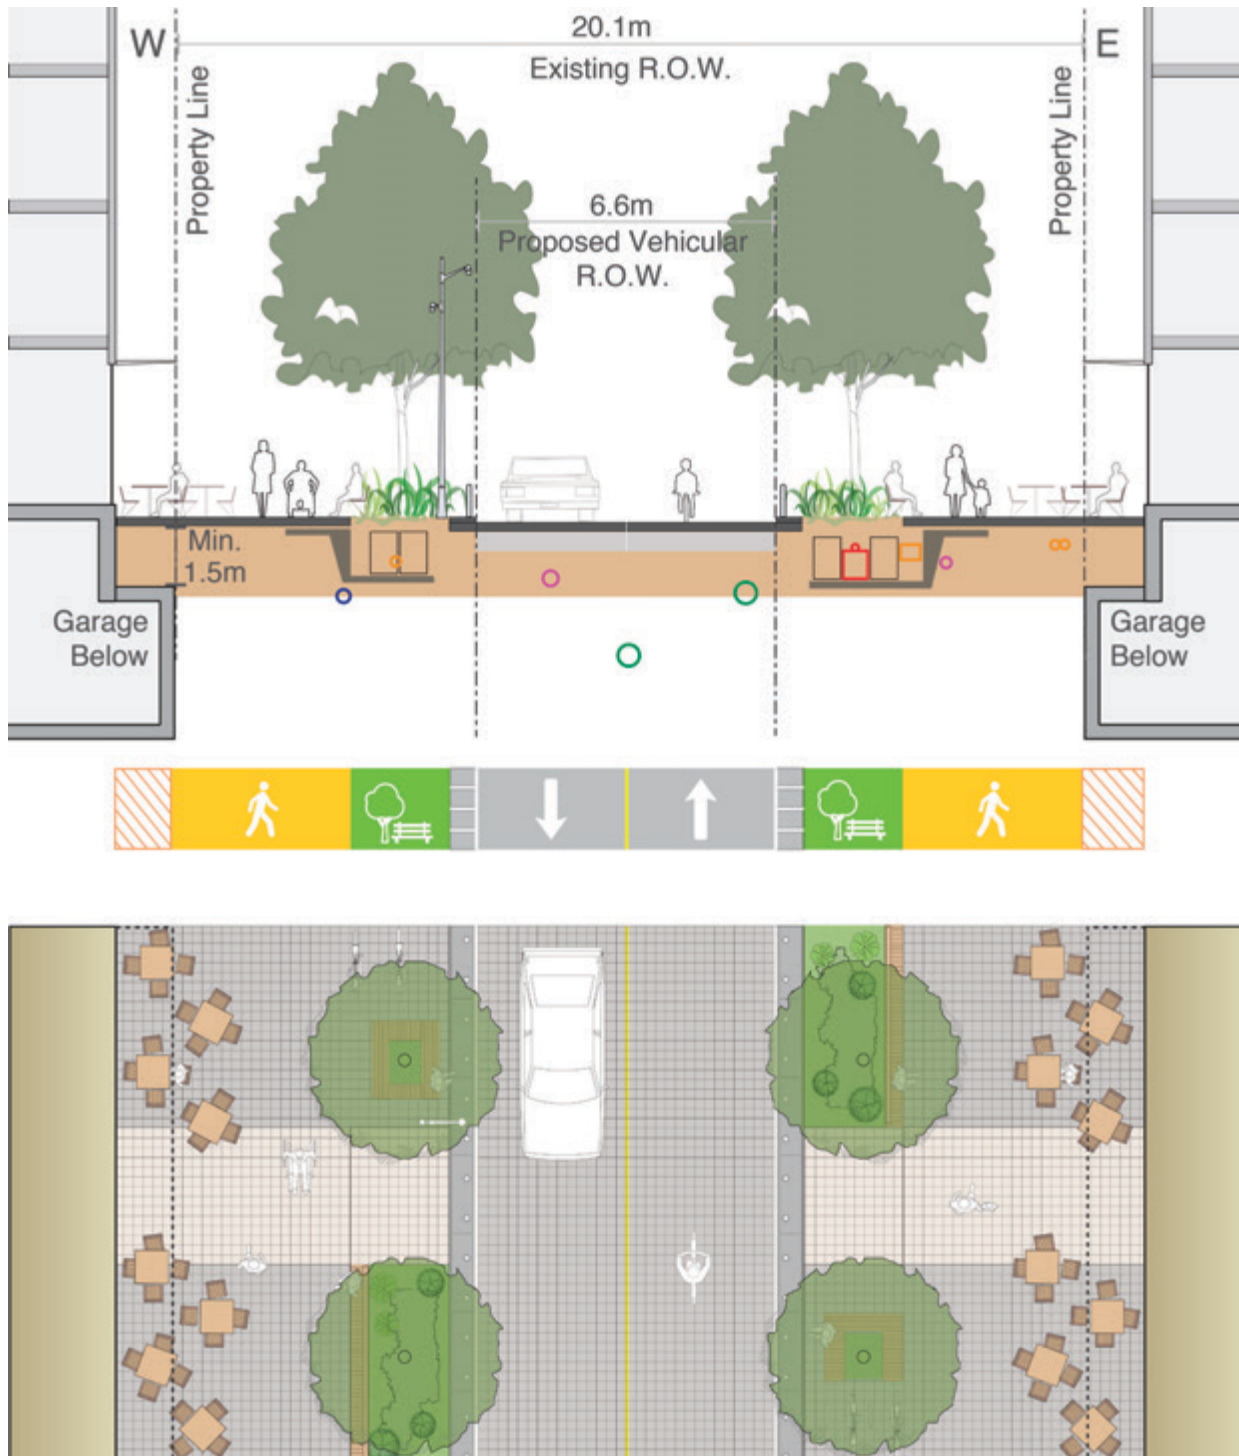 W
20.1m
E
Existing R.O.W.
Property Line
Property Line
6.6m
Proposed Vehicular
R.O.W.
Min.
1.5m
Garage
Below
Garage
Below